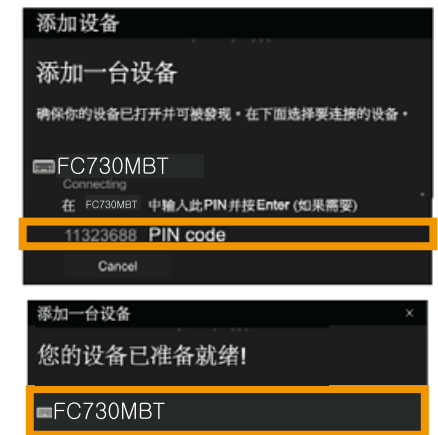 添加设备
添加一台设备
确保你的设备已打开并可被發現。在下面选择要连接的设备。
FC730MBT
Connecting
在 FC730MBT 中输入此PIN并按Enter (如果需要)
11323688 PIN code
Cancel
添加一台设备
您的设备已准备就绪!
FC730MBT